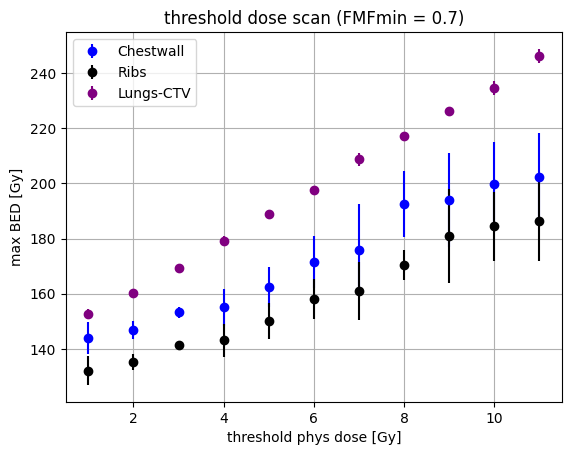 threshold dose scan (FMFmin = 0.7)
Chestwall
Ribs
Lungs-CTV
max BED [Gy]
240
220
200
180
160
140
2 4 6 8 10
threshold phys dose [Gy]